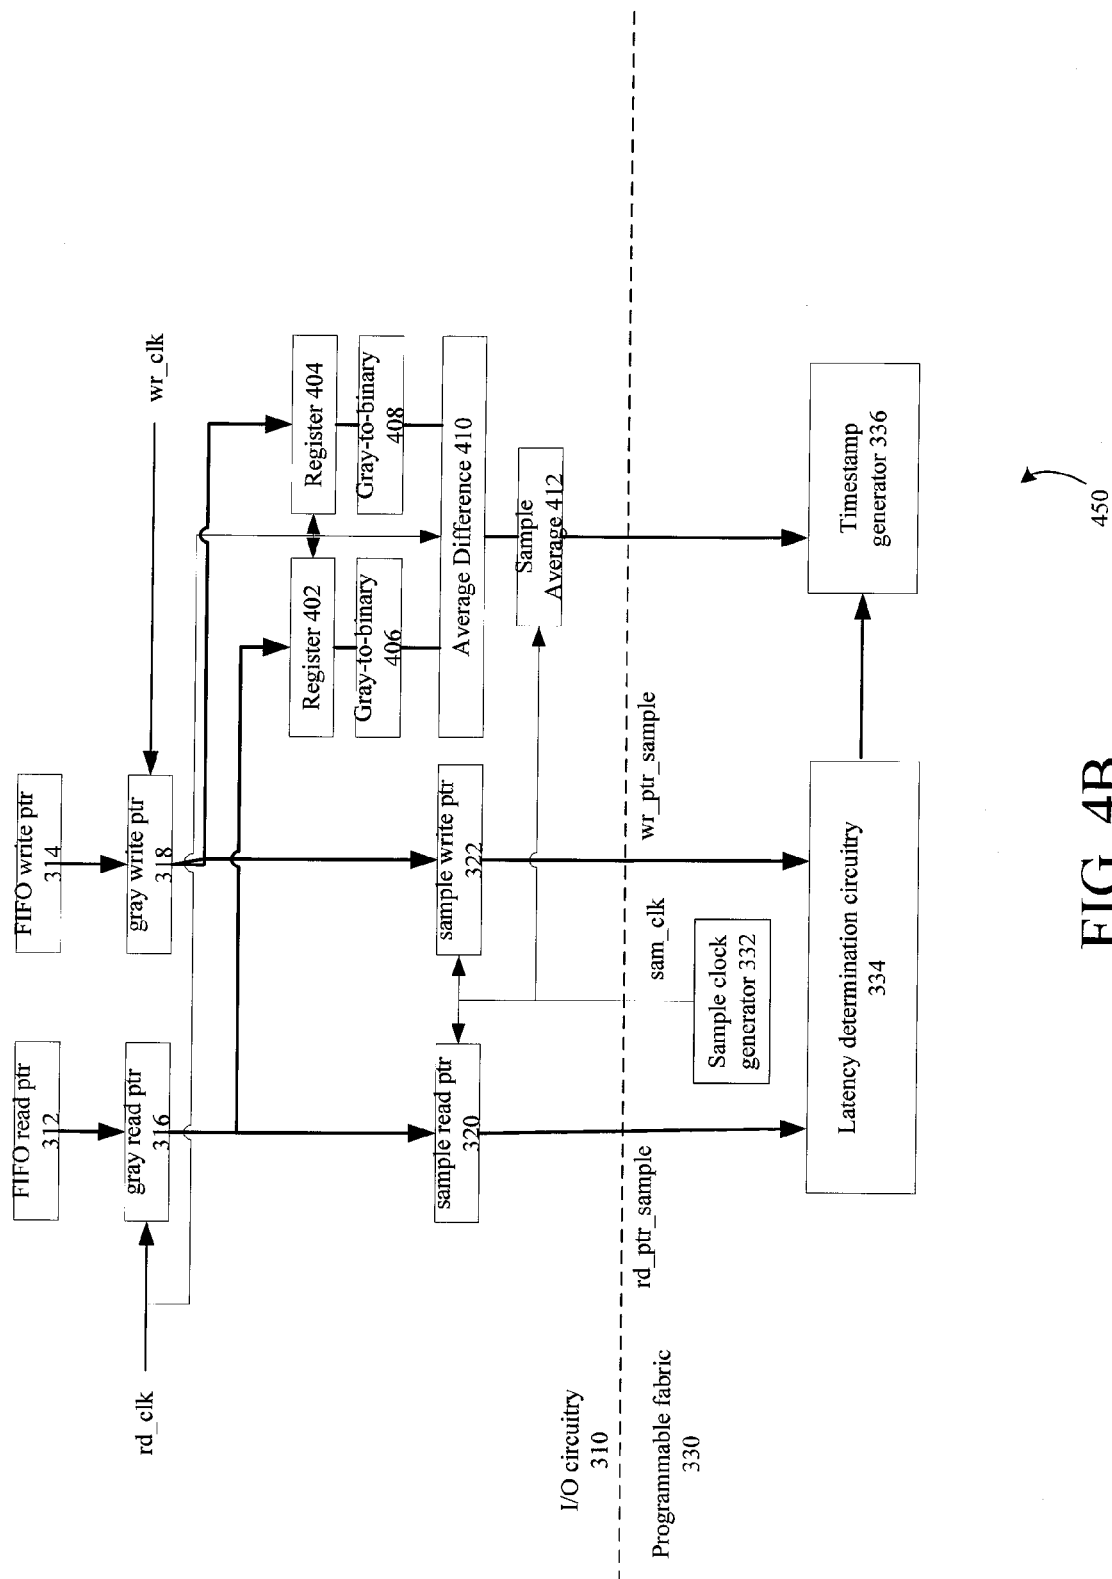 FIFO read ptr
312
FIFO write ptr
314
rd_clk
gray read ptr
316
gray write ptr
318
wr_clk
Register 402
Register 404
Gray-to-binary
406
Gray-to-binary
408
sample read ptr
320
sample write ptr
322
Average Difference 410
Sample
Average 412
I/O circuitry
310
Programmable fabric
330
rd_ptr_sample
sam_clk
wr_ptr_sample
Sample clock
generator 332
Latency determination circuitry
334
Timestamp
generator 336
450
FIG. 4B